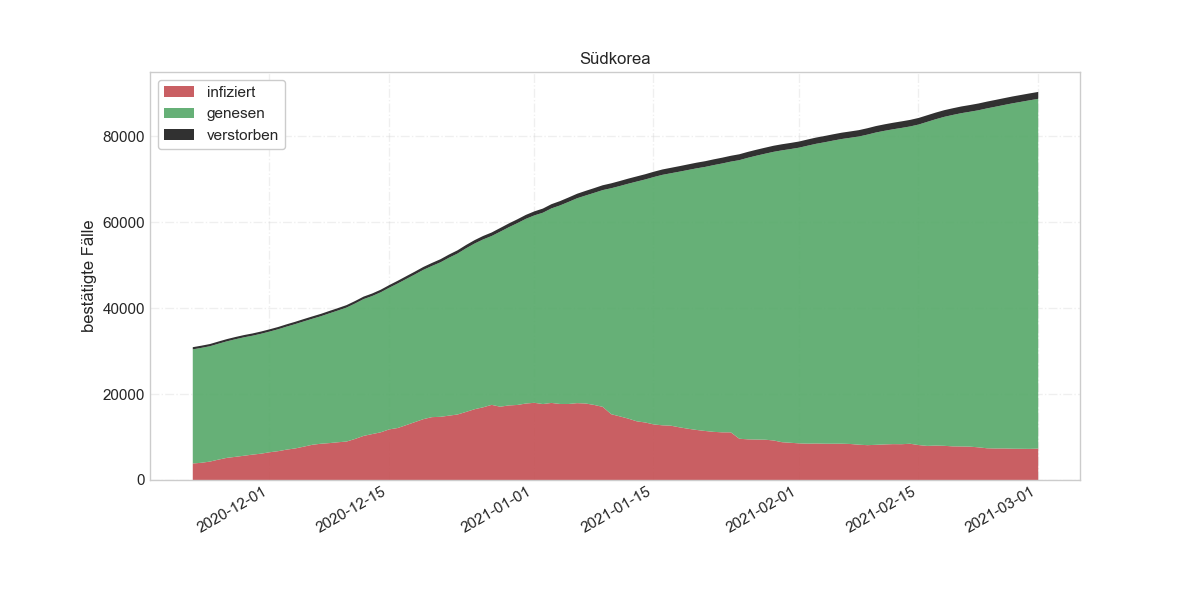 Südkorea
infiziert
genesen
verstorben
bestätigte Fälle
80000
60000
40000
20000
0
2020-12-01
2020-12-15
2021-01-01
2021-01-15
2021-02-01
2021-02-15
2021-03-01